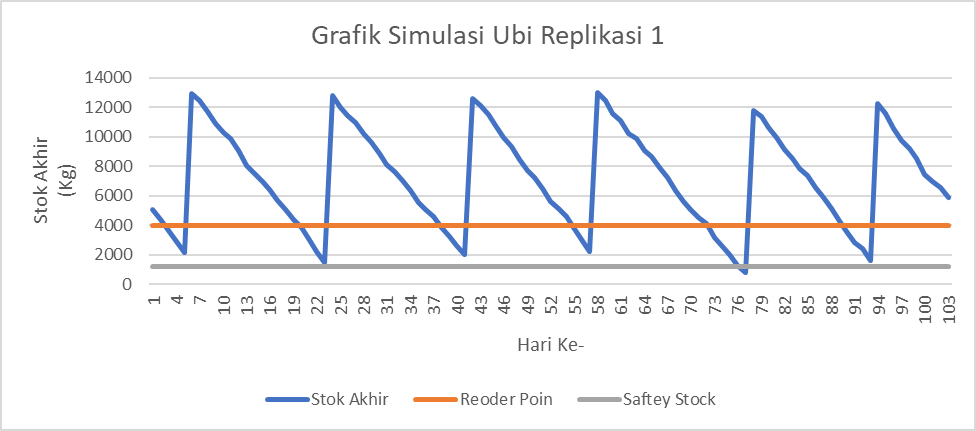 Grafik Simulasi Ubi Replikasi 1
14000
12000
10000
8000
6000
4000
2000
0
Stok Akhir
(Kg)
1 4 7 10 13 16 19 22 25 28 31 34 37 40 43 46 49 52 55 58 61 64 67 70 73 76 79 82 85 88 91 94 97 100 103
Hari Ke-
Stok Akhir Reoder Poin Saftey Stock